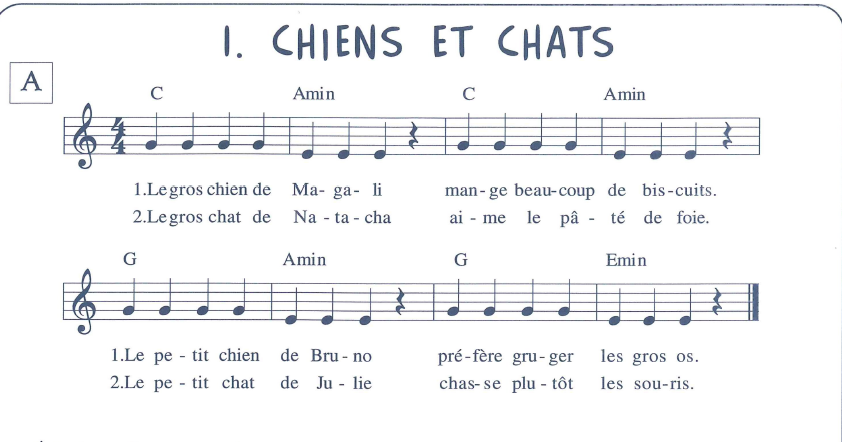 1. CHIENS ET CHATS
A
C Amin C Amin
4
4
1.Le gros chien de Ma- ga- li man- ge beau-coup de bis-cuits.
2.Le gros chat de Na - ta - cha ai - me le pâ - té de foie.
G Amin G Emin
1.Le pe - tit chien de Bru - no pré-fère gru- ger les gros os.
2.Le pe - tit chat de Ju - lie chas- se plu - tôt les sou-ris.